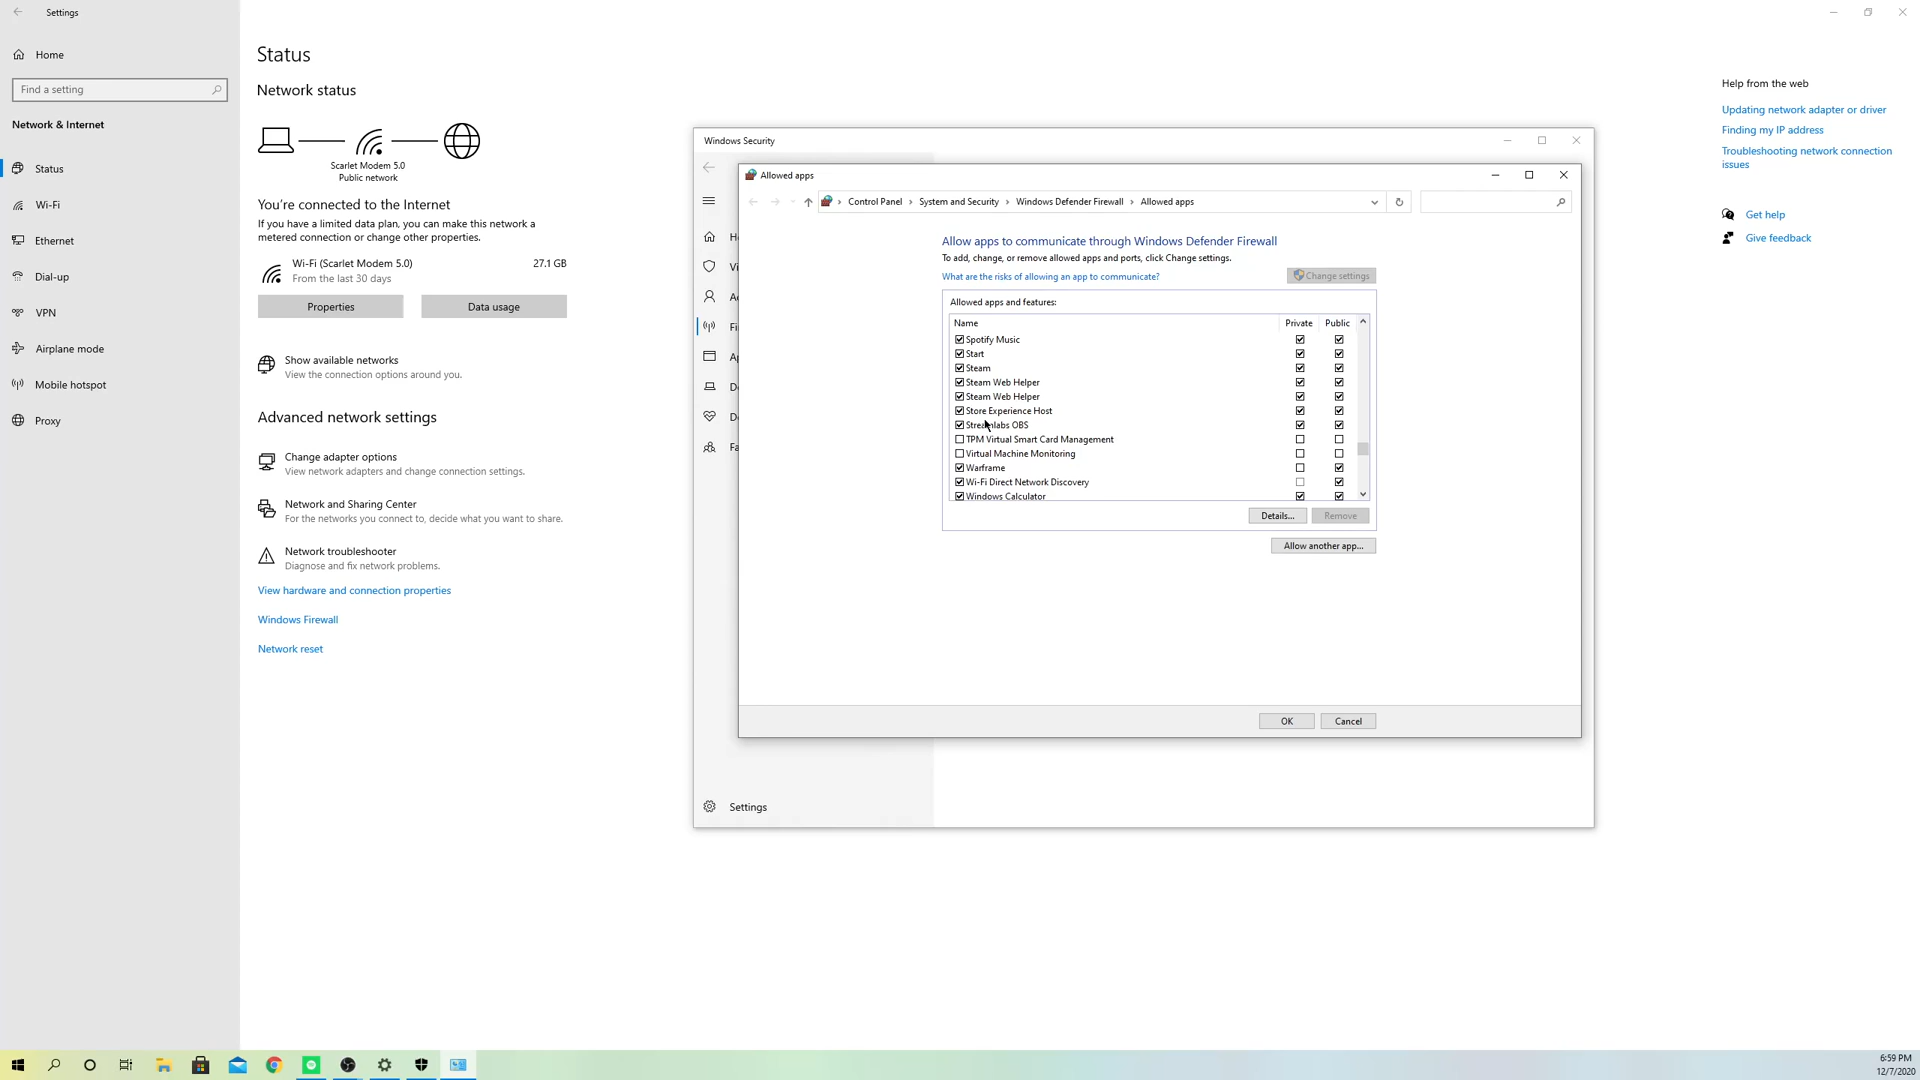 Settings
Home
Find a setting
Network & Internet
Status
Wi-Fi
Ethernet
Dial-up
VPN
Airplane mode
Mobile hotspot
Proxy
Status
Network status
Scarlet Modem 5.0
Public network
You're connected to the Internet
If you have a limited data plan, you can make this network a
metered connection or change other properties.
Wi-Fi (Scarlet Modem 5.0) 27.1 GB
From the last 30 days
Properties Data usage
Show available networks
View the connection options around you.
Advanced network settings
Change adapter options
View network adapters and change connection settings.
Network and Sharing Center
For the networks you connect to, decide what you want to share.
Network troubleshooter
Diagnose and fix network problems.
View hardware and connection properties
Windows Firewall
Network reset
Windows Security
H
Vi
Ac
Fi
Ap
D
D
Fa
Settings
Allowed apps
Control Panel › System and Security › Windows Defender Firewall › Allowed apps
Allow apps to communicate through Windows Defender Firewall
To add, change, or remove allowed apps and ports, click Change settings.
What are the risks of allowing an app to communicate? Change settings
Allowed apps and features:
Name Private Public
Spotify Music
Start
Steam
Steam Web Helper
Steam Web Helper
Store Experience Host
Streamlabs OBS
TPM Virtual Smart Card Management
Virtual Machine Monitoring
Warframe
Wi-Fi Direct Network Discovery
Windows Calculator
Details... Remove
Allow another app...
OK Cancel
Help from the web
Updating network adapter or driver
Finding my IP address
Troubleshooting network connection
issues
Get help
Give feedback
6:59 PM
12/7/2020